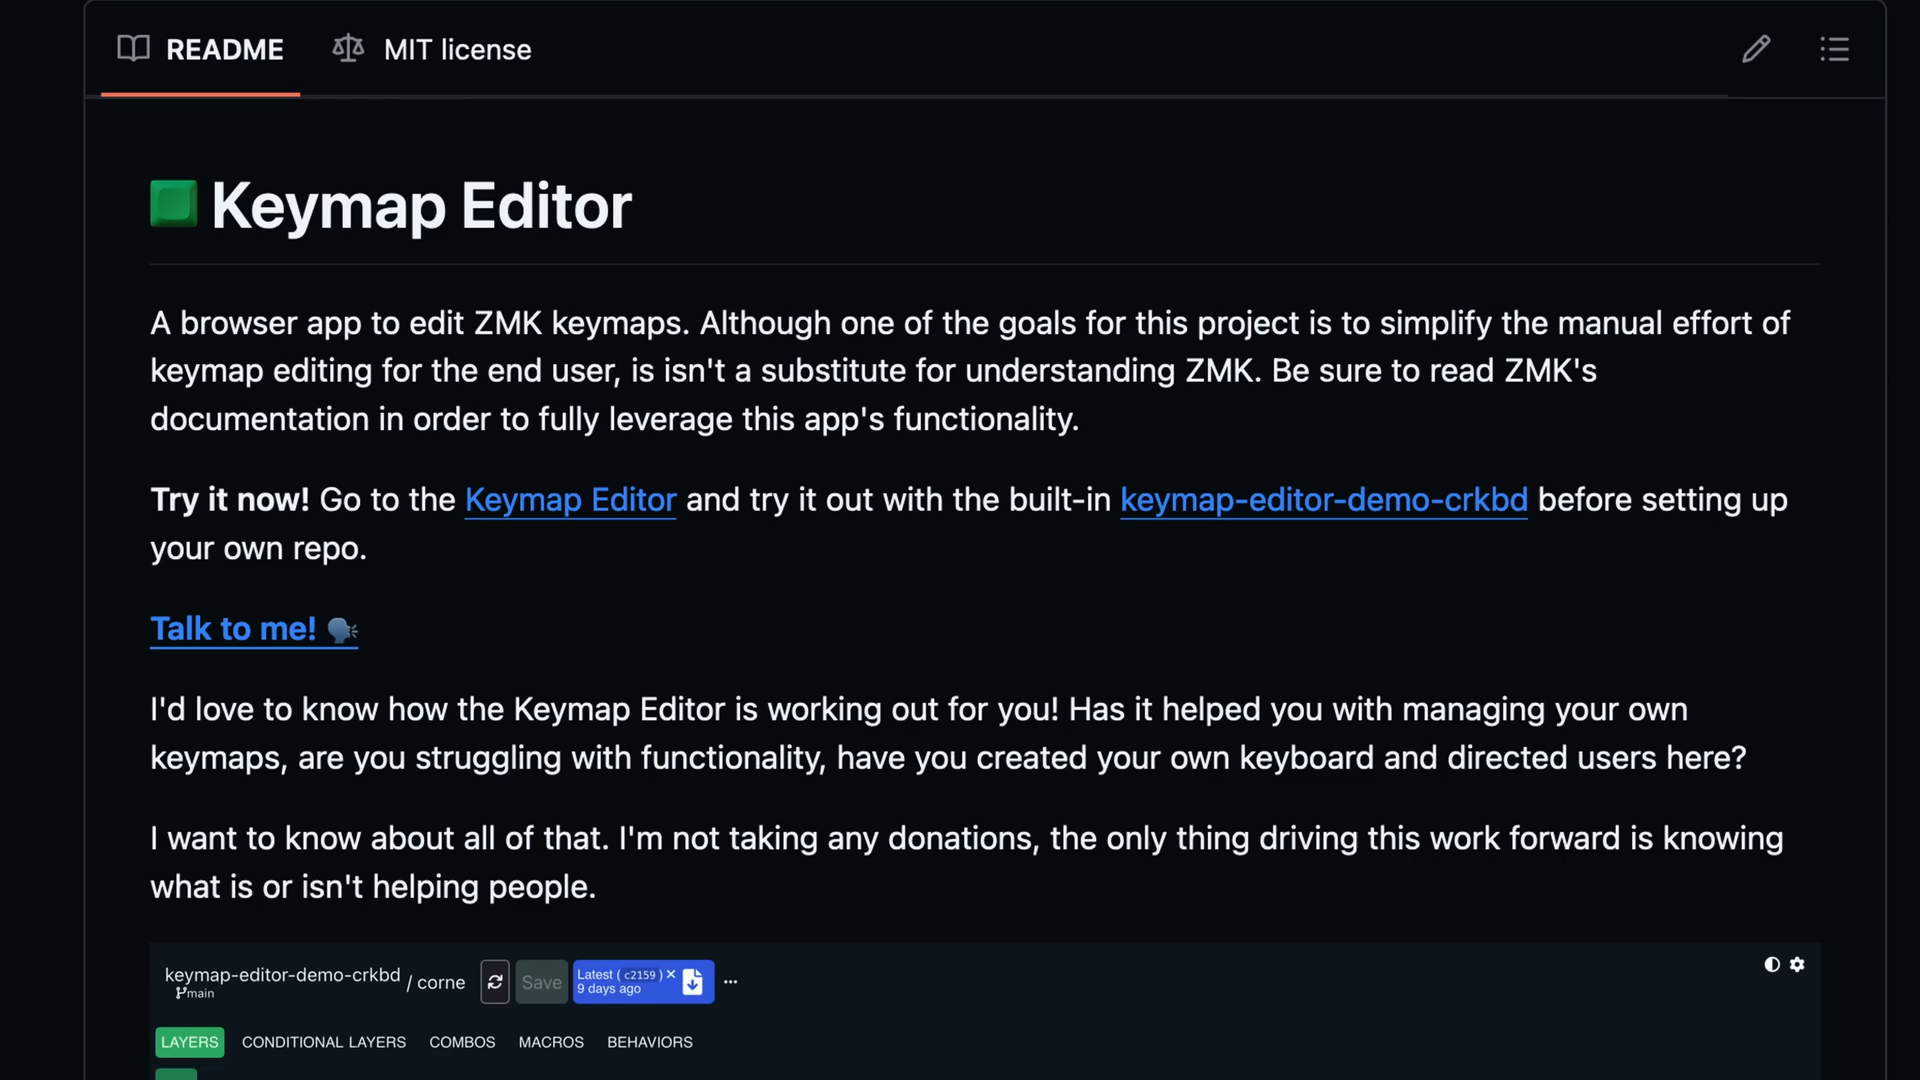 README
MIT license
Keymap Editor
A browser app to edit ZMK keymaps. Although one of the goals for this project is to simplify the manual effort of
keymap editing for the end user, is isn't a substitute for understanding ZMK. Be sure to read ZMK's
documentation in order to fully leverage this app's functionality.
Try it now! Go to the Keymap Editor and try it out with the built-in keymap-editor-demo-crkbd before setting up
your own repo.
Talk to me! 🗣️
I'd love to know how the Keymap Editor is working out for you! Has it helped you with managing your own
keymaps, are you struggling with functionality, have you created your own keyboard and directed users here?
I want to know about all of that. I'm not taking any donations, the only thing driving this work forward is knowing
what is or isn't helping people.
keymap-editor-demo-crkbd / corne
main
Save
Latest ( c2159 ) ×
9 days ago
...
LAYERS CONDITIONAL LAYERS COMBOS MACROS BEHAVIORS